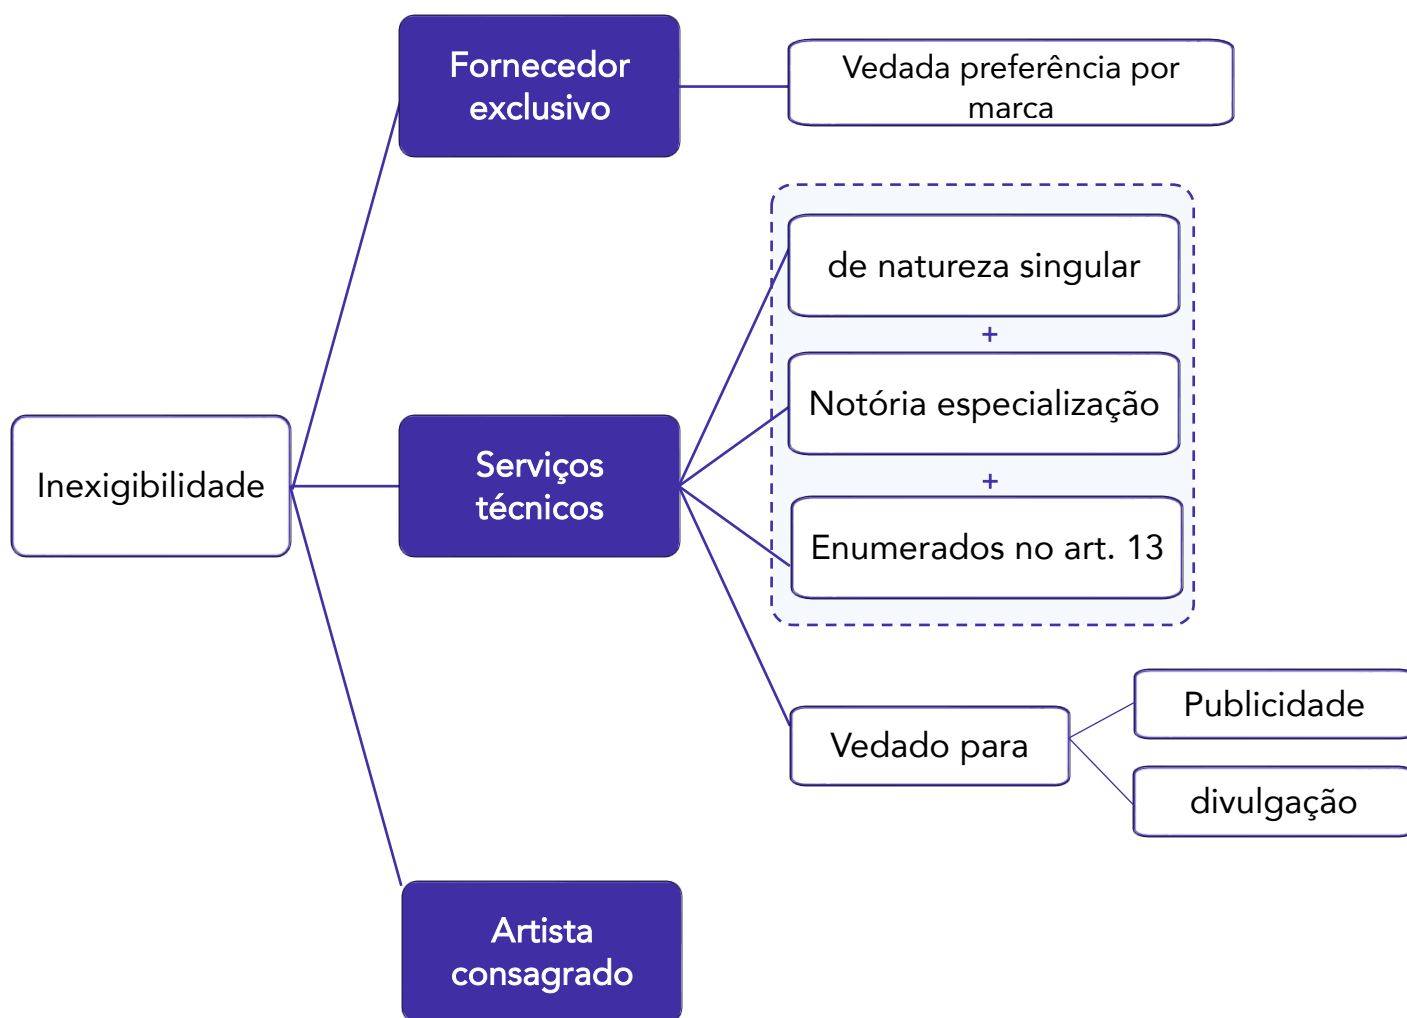 Fornecedor
exclusivo
Vedada preferência por
marca
de natureza singular
+
Notória especialização
+
Enumerados no art. 13
Inexigibilidade
Serviços
técnicos
Vedado para
Publicidade
divulgação
Artista
consagrado